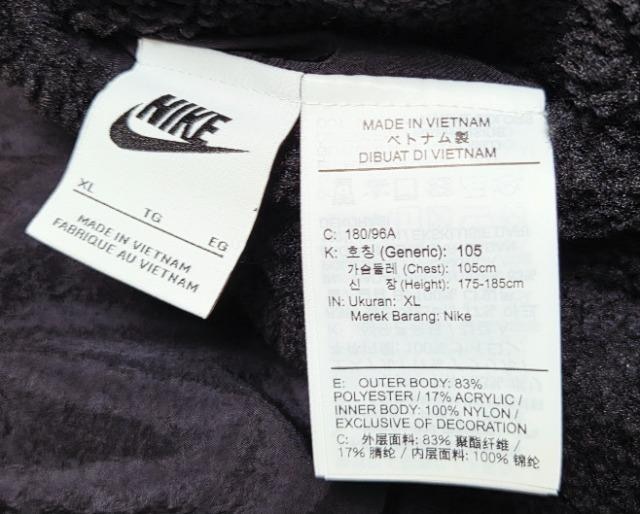 NIKE
XL
TG
EG
MADE IN VIETNAM
FABRIQUE AU VIETNAM
MADE IN VIETNAM
ベトナム製
DIBUAT DI VIETNAM
C: 180/96A
K: 호칭 (Generic): 105
가슴둘레 (Chest): 105cm
신 장 (Height): 175-185cm
IN: Ukuran: XL
Merek Barang: Nike
E: OUTER BODY: 83%
POLYESTER / 17% ACRYLIC /
INNER BODY: 100% NYLON /
EXCLUSIVE OF DECORATION
C: 外层面料: 83% 聚酯纤维 /
17% 腈纶 / 内层面料: 100% 锦纶